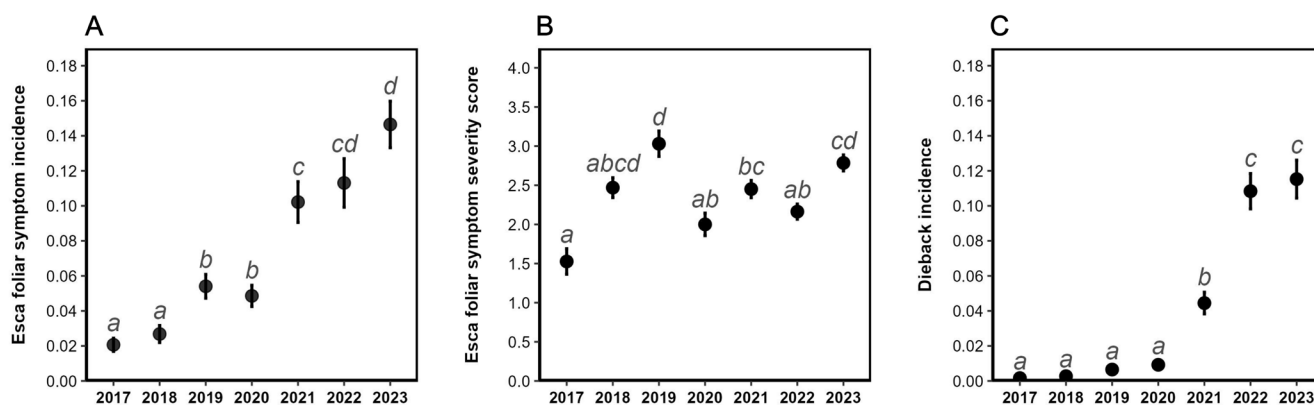 A
Esca foliar symptom incidence
0.18
0.16
0.14
0.12
0.10
0.08
0.06
0.04
0.02
0.00
a
a
b
b
c
cd
d
2017 2018 2019 2020 2021 2022 2023
B
Esca foliar symptom severity score
4.0
3.5
3.0
2.5
2.0
1.5
1.0
0.5
0.0
a
abcd
d
ab
bc
ab
cd
2017 2018 2019 2020 2021 2022 2023
C
Dieback incidence
0.18
0.16
0.14
0.12
0.10
0.08
0.06
0.04
0.02
0.00
a
a
a
a
b
c
c
2017 2018 2019 2020 2021 2022 2023